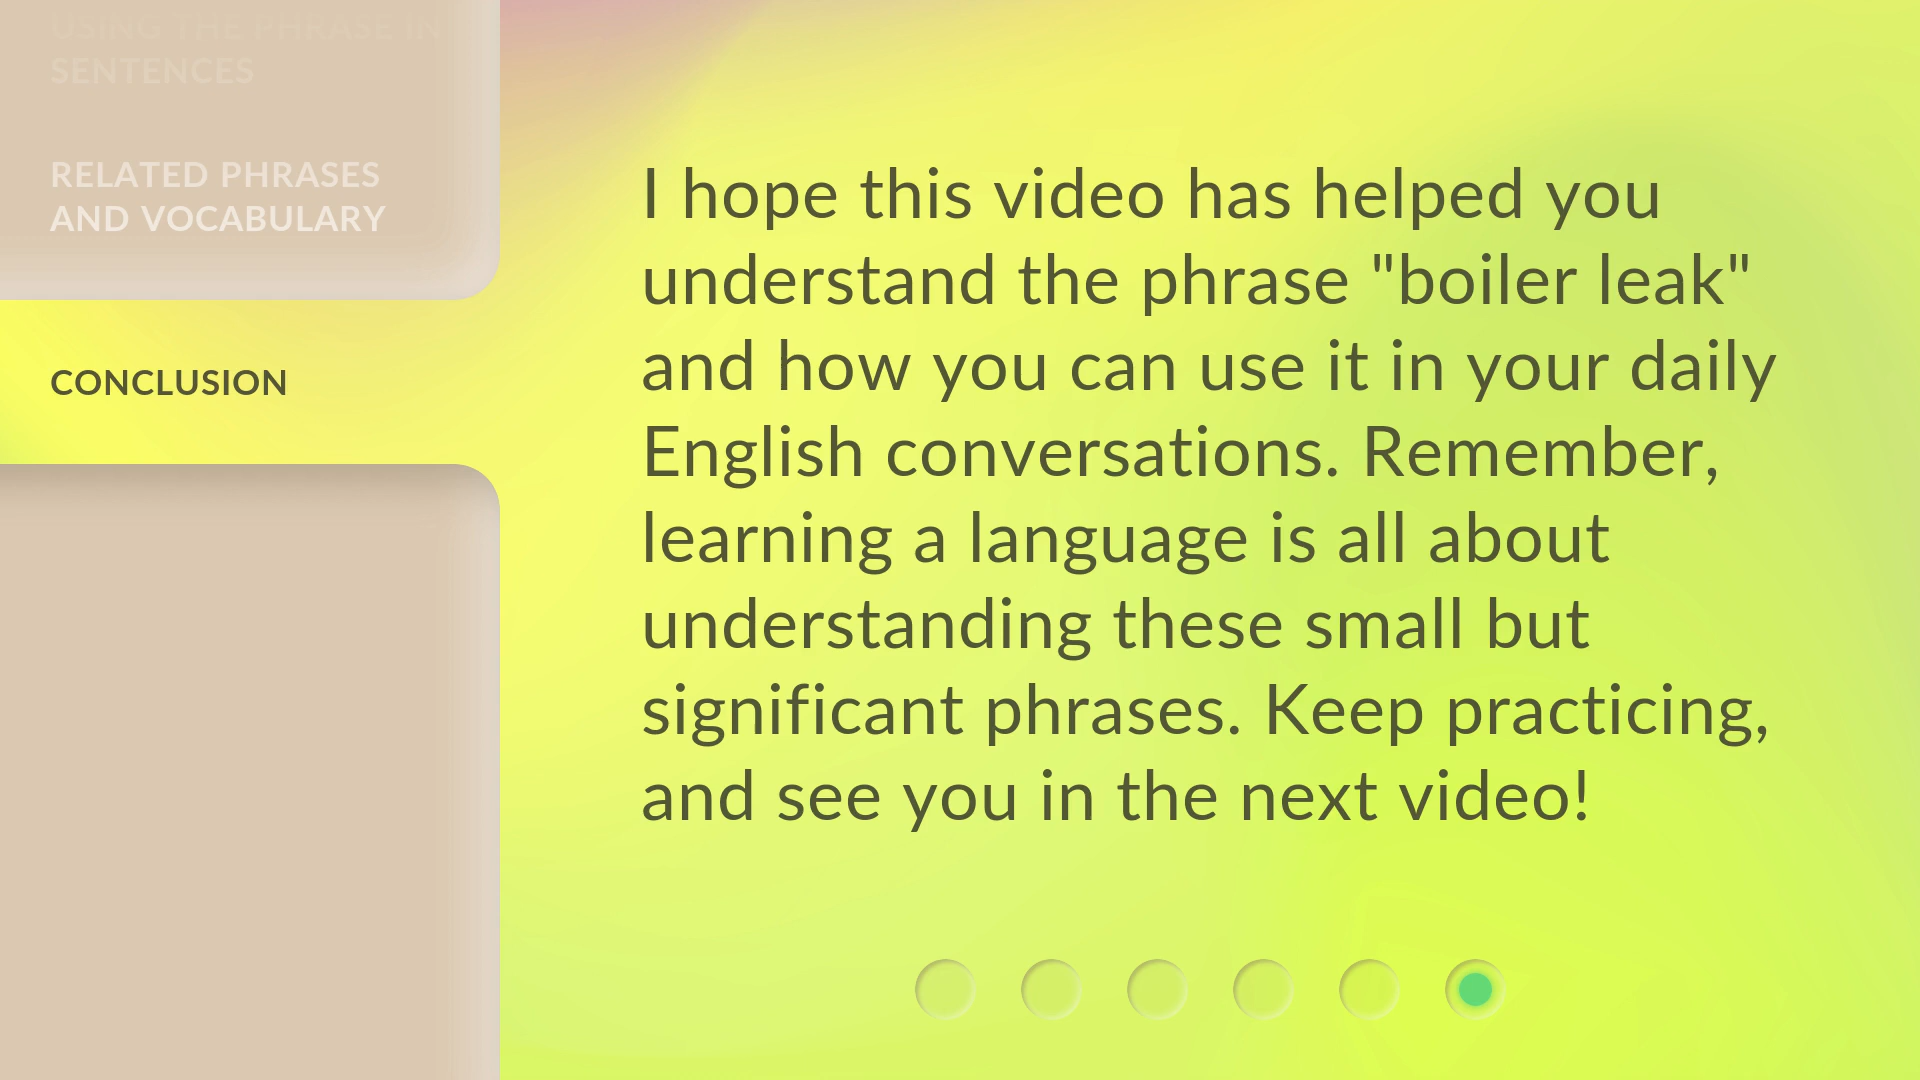 USING THE PHRASE IN
SENTENCES
RELATED PHRASES
AND VOCABULARY
CONCLUSION
I hope this video has helped you
understand the phrase "boiler leak"
and how you can use it in your daily
English conversations. Remember,
learning a language is all about
understanding these small but
significant phrases. Keep practicing,
and see you in the next video!